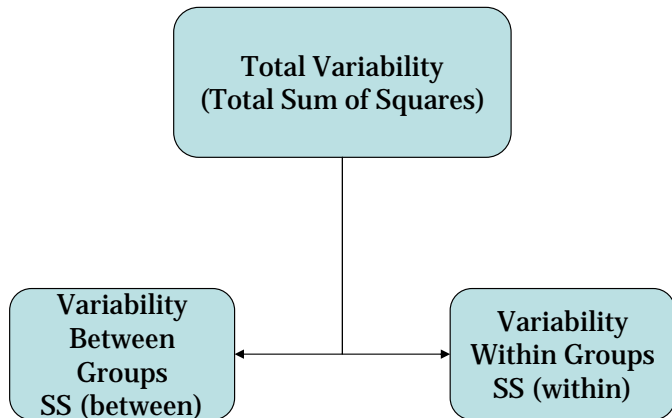 Total Variability
(Total Sum of Squares)
Variability
Between
Groups
SS (between)
Variability
Within Groups
SS (within)